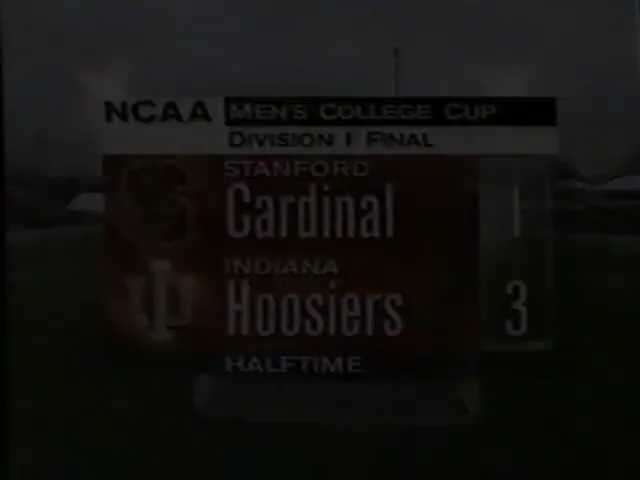 NCAA MEN'S COLLEGE CUP
DIVISION I FINAL
STANFORD
Cardinal 1
INDIANA
Hoosiers 3
HALFTIME